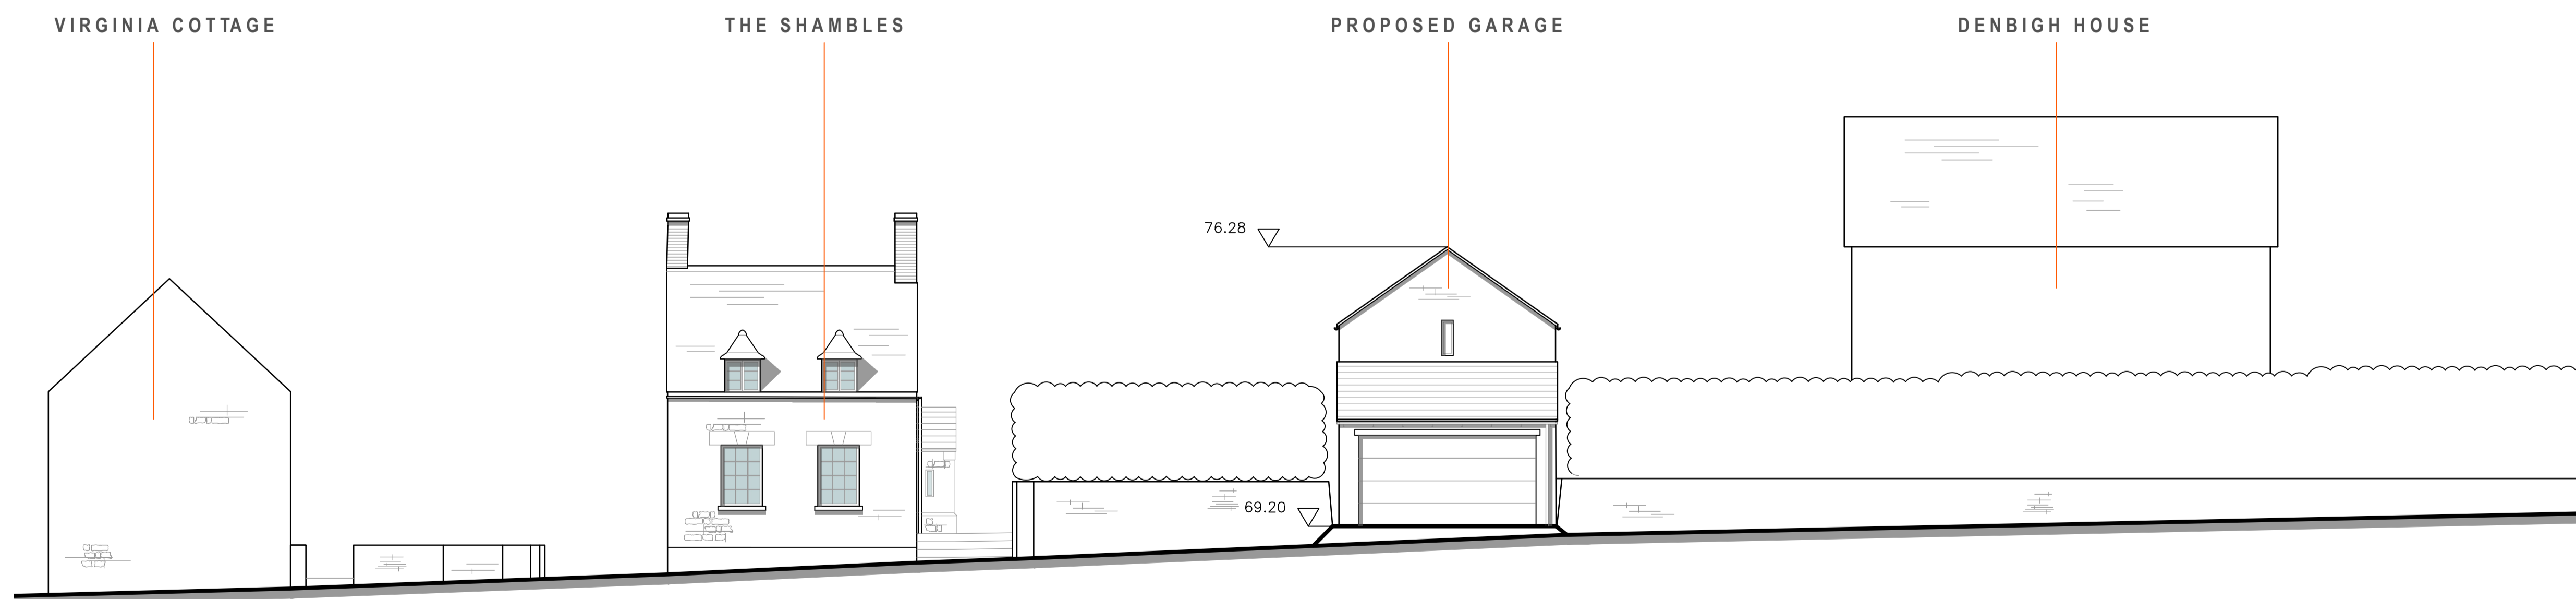 VIRGINIA COTTAGE
THE SHAMBLES
PROPOSED GARAGE
DENBIGH HOUSE
76.28
69.20